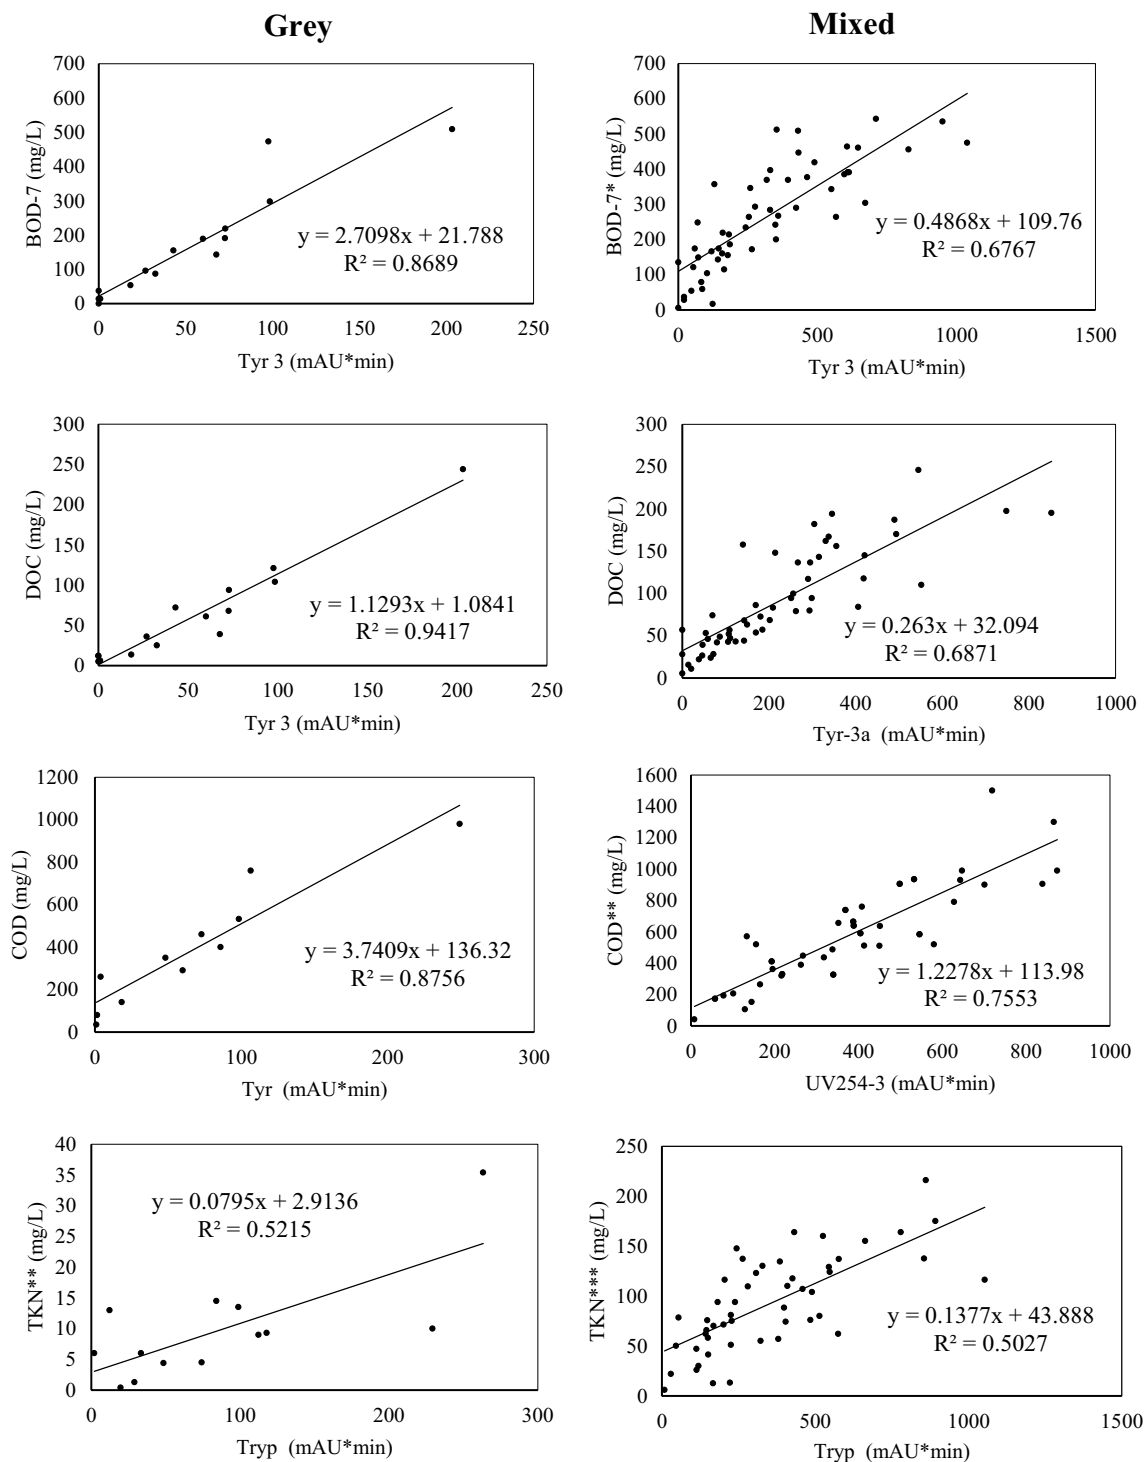 Grey
Mixed
700
600
500
400
300
200
100
0
BOD-7 (mg/L)
y = 2.7098x + 21.788
R² = 0.8689
0 50 100 150 200 250
Tyr 3 (mAU*min)
700
600
500
400
300
200
100
0
BOD-7* (mg/L)
y = 0.4868x + 109.76
R² = 0.6767
0 500 1000 1500
Tyr 3 (mAU*min)
300
250
200
150
100
50
0
DOC (mg/L)
y = 1.1293x + 1.0841
R² = 0.9417
0 50 100 150 200 250
Tyr 3 (mAU*min)
300
250
200
150
100
50
0
DOC (mg/L)
y = 0.263x + 32.094
R² = 0.6871
0 200 400 600 800 1000
Tyr-3a (mAU*min)
1200
1000
800
600
400
200
0
COD (mg/L)
y = 3.7409x + 136.32
R² = 0.8756
0 100 200 300
Tyr (mAU*min)
1600
1400
1200
1000
800
600
400
200
0
COD** (mg/L)
y = 1.2278x + 113.98
R² = 0.7553
0 200 400 600 800 1000
UV254-3 (mAU*min)
40
35
30
25
20
15
10
5
0
TKN** (mg/L)
y = 0.0795x + 2.9136
R² = 0.5215
0 100 200 300
Tryp (mAU*min)
250
200
150
100
50
0
TKN*** (mg/L)
y = 0.1377x + 43.888
R² = 0.5027
0 500 1000 1500
Tryp (mAU*min)